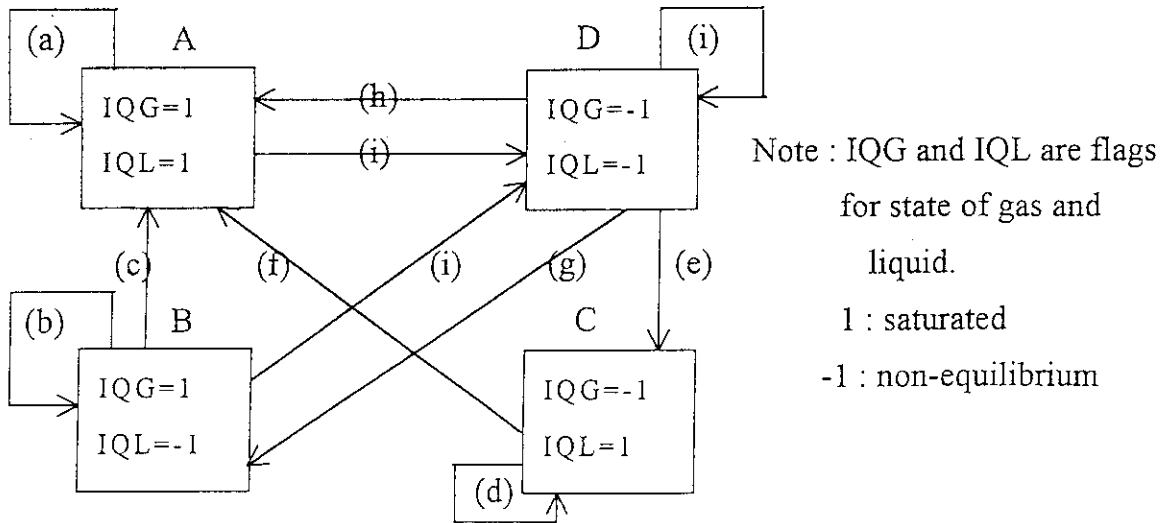 (a)
A
D
(i)
IQG=1
IQL=1
(h)
(i)
IQG=-1
IQL=-1
Note : IQG and IQL are flags
for state of gas and
liquid.
1 : saturated
-1 : non-equilibrium
(c)
(f)
(i)
(g)
(e)
(b)
B
C
IQG=1
IQL=-1
IQG=-1
IQL=1
(d)